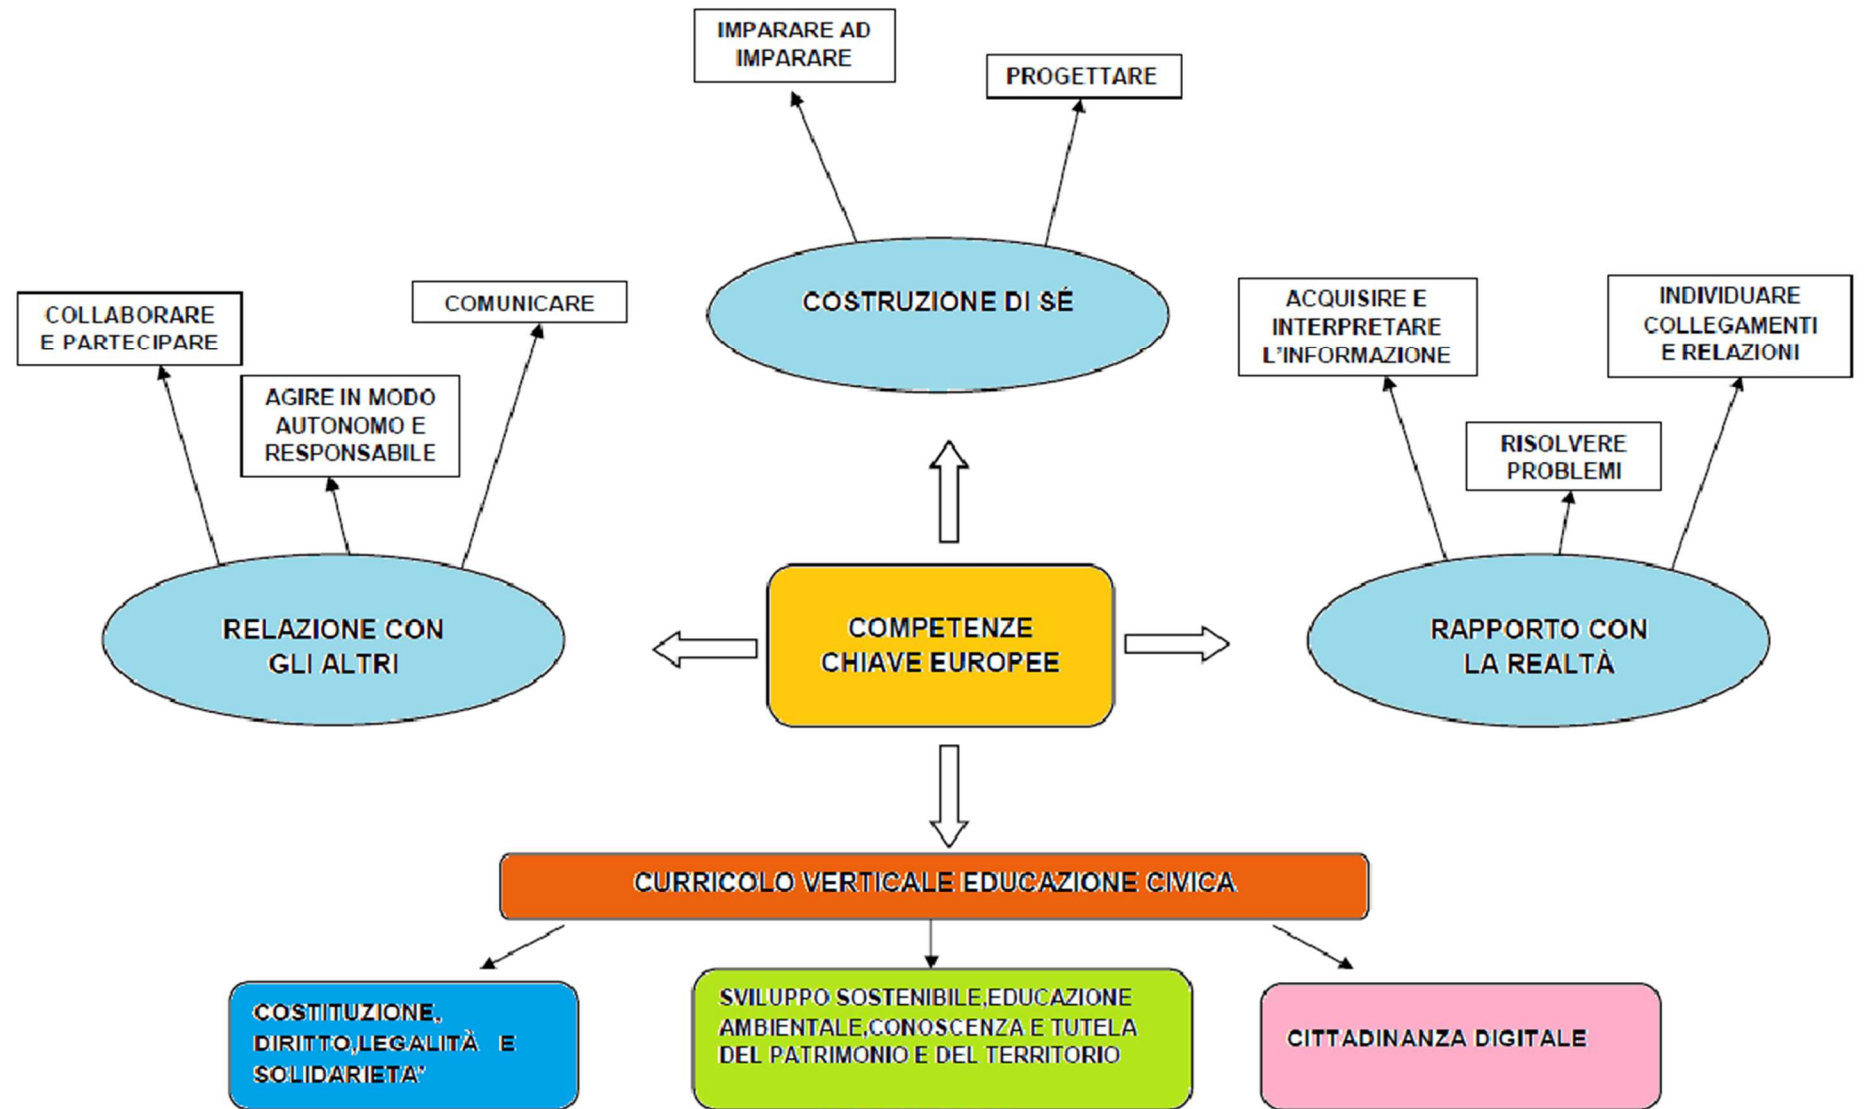 IMPARARE AD
IMPARARE
PROGETTARE
COSTRUZIONE DI SÉ
COLLABORARE
E PARTECIPARE
COMUNICARE
AGIRE IN MODO
AUTONOMO E
RESPONSABILE
ACQUISIRE E
INTERPRETARE
L'INFORMAZIONE
INDIVIDUARE
COLLEGAMENTI
E RELAZIONI
RISOLVERE
PROBLEMI
RELAZIONE CON
GLI ALTRI
COMPETENZE
CHIAVE EUROPEE
RAPPORTO CON
LA REALTÀ
CURRICOLO VERTICALE EDUCAZIONE CIVICA
COSTITUZIONE,
DIRITTO,LEGALITÀ E
SOLIDARIETA'
SVILUPPO SOSTENIBILE,EDUCAZIONE
AMBIENTALE,CONOSCENZA E TUTELA
DEL PATRIMONIO E DEL TERRITORIO
CITTADINANZA DIGITALE